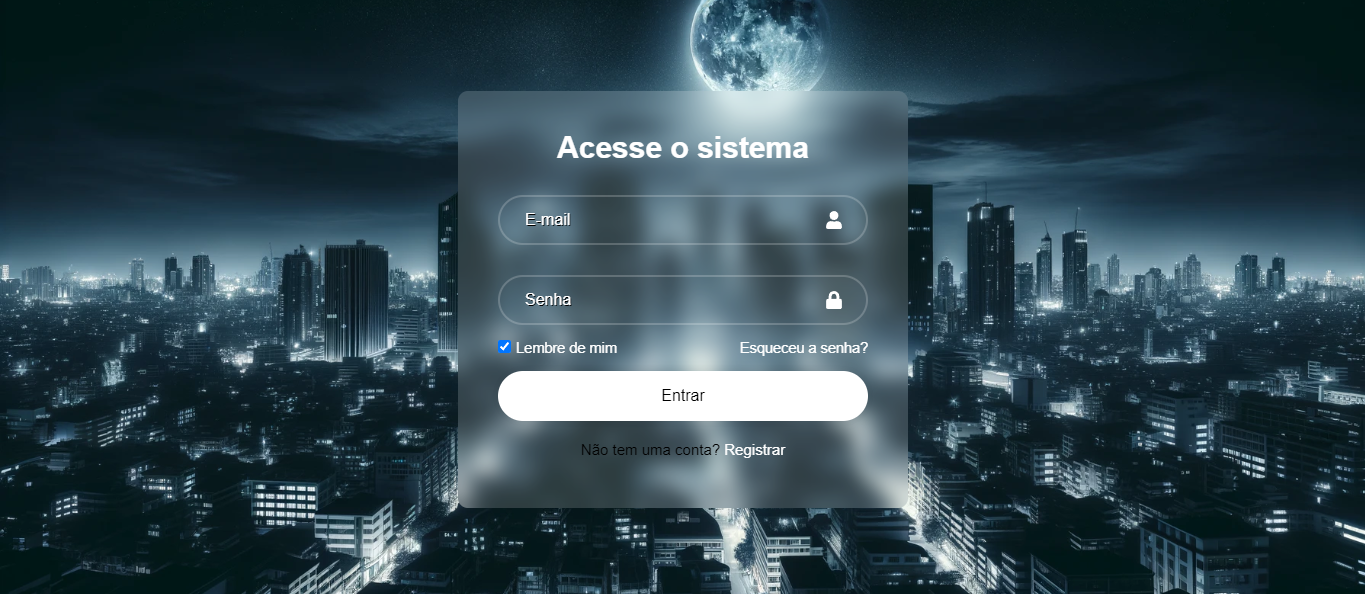 Acesse o sistema
E-mail
Senha
Lembre de mim Esqueceu a senha?
Entrar
Não tem uma conta? Registrar